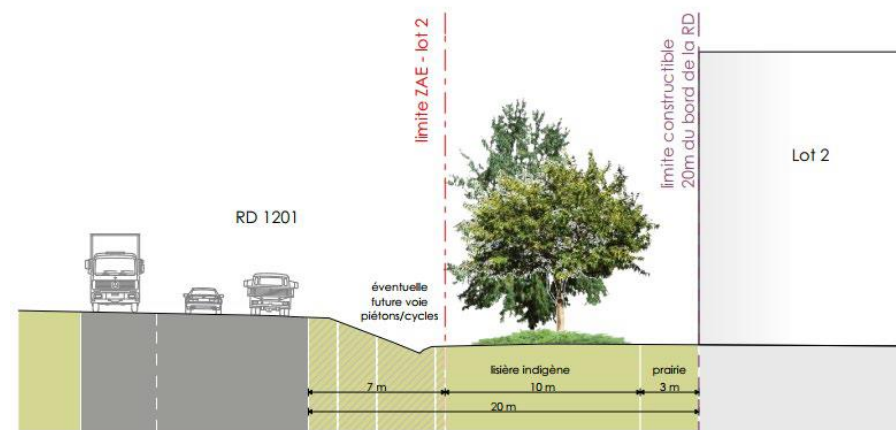 limite ZAE - lot 2
limite constructible
20m du bord de la RD
Lot 2
RD 1201
éventuelle
future voie
piétons/cycles
lisière indigène
prairie
7 m
10 m
3 m
20 m